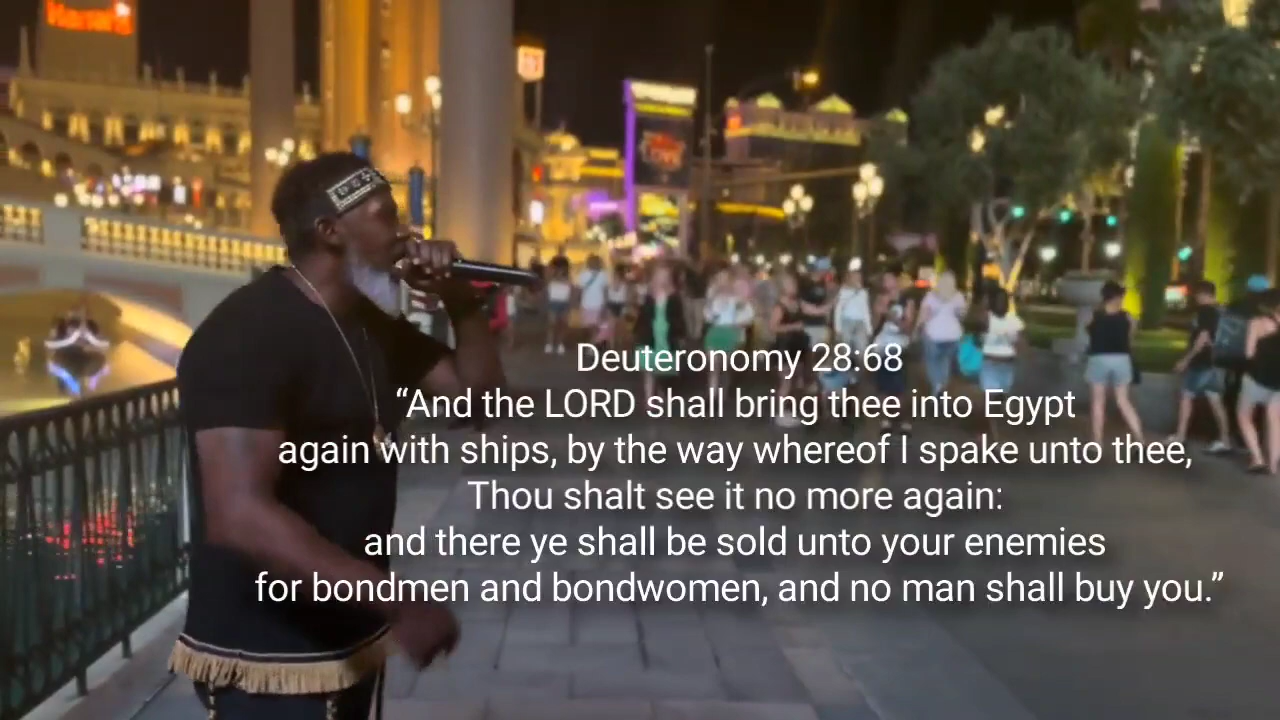 Harrah's
Deuteronomy 28:68
“And the LORD shall bring thee into Egypt
again with ships, by the way whereof I spake unto thee,
Thou shalt see it no more again:
and there ye shall be sold unto your enemies
for bondmen and bondwomen, and no man shall buy you.”